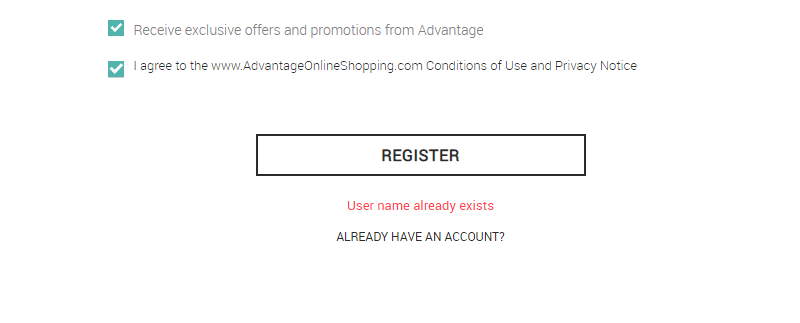 Receive exclusive offers and promotions from Advantage
I agree to the www.AdvantageOnlineShopping.com Conditions of Use and Privacy Notice
REGISTER
User name already exists
ALREADY HAVE AN ACCOUNT?